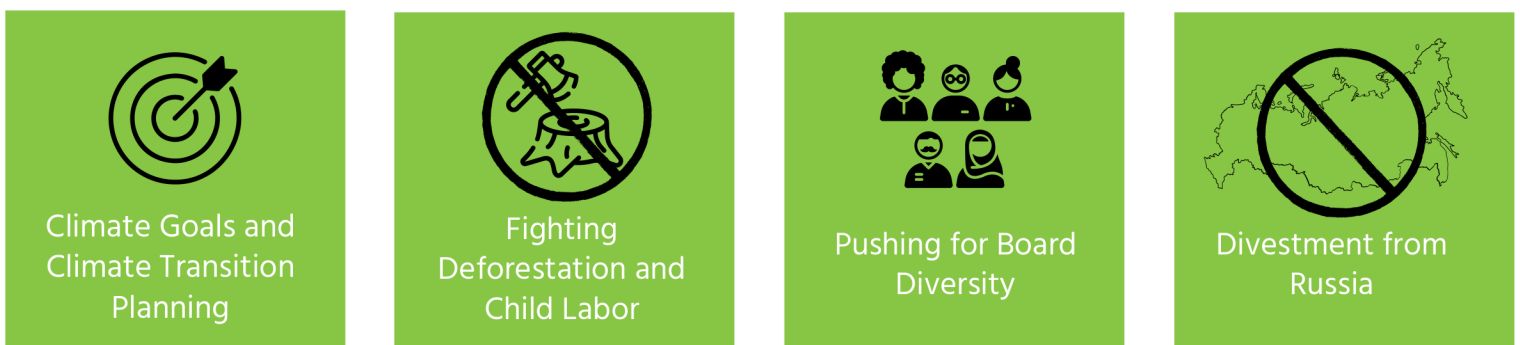 Climate Goals and
Climate Transition
Planning
Fighting
Deforestation and
Child Labor
Pushing for Board
Diversity
Divestment from
Russia